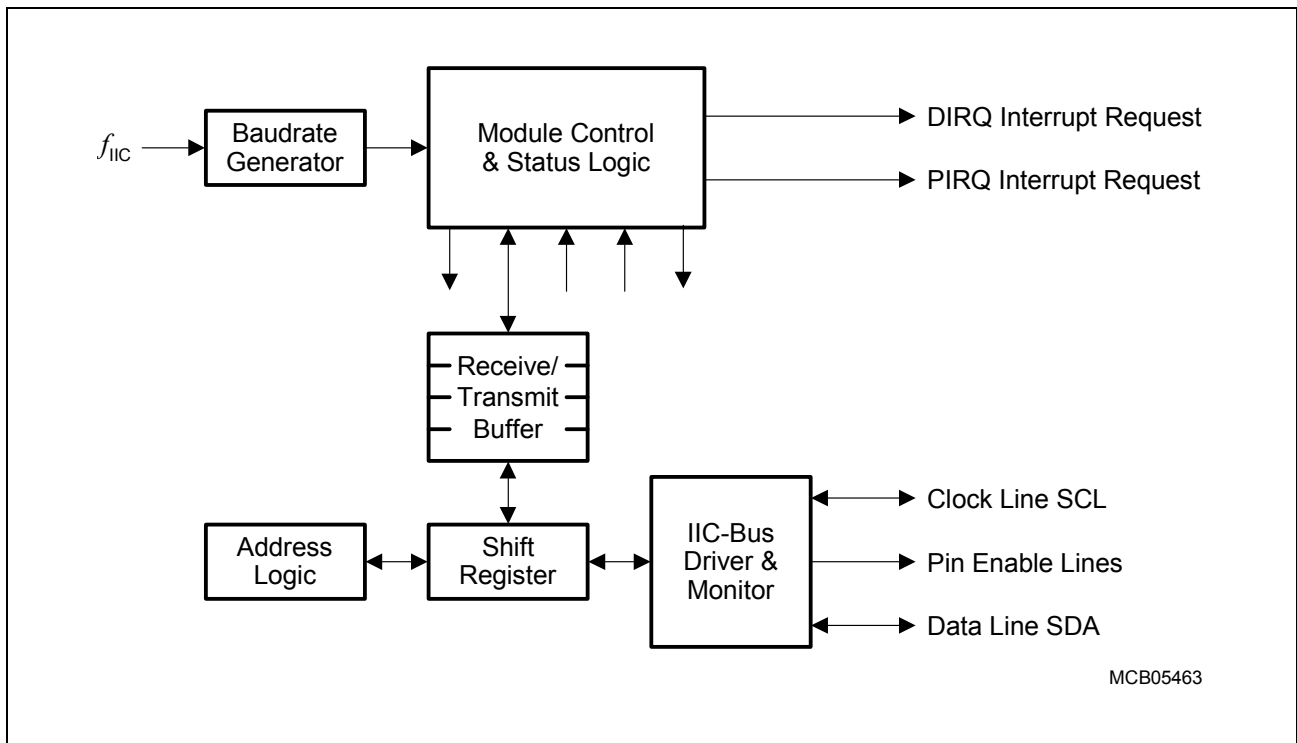 f IIC
Baudrate
Generator
Module Control
& Status Logic
DIRQ Interrupt Request
PIRQ Interrupt Request
Receive/
Transmit
Buffer
Address
Logic
Shift
Register
IIC-Bus
Driver &
Monitor
Clock Line SCL
Pin Enable Lines
Data Line SDA
MCB05463